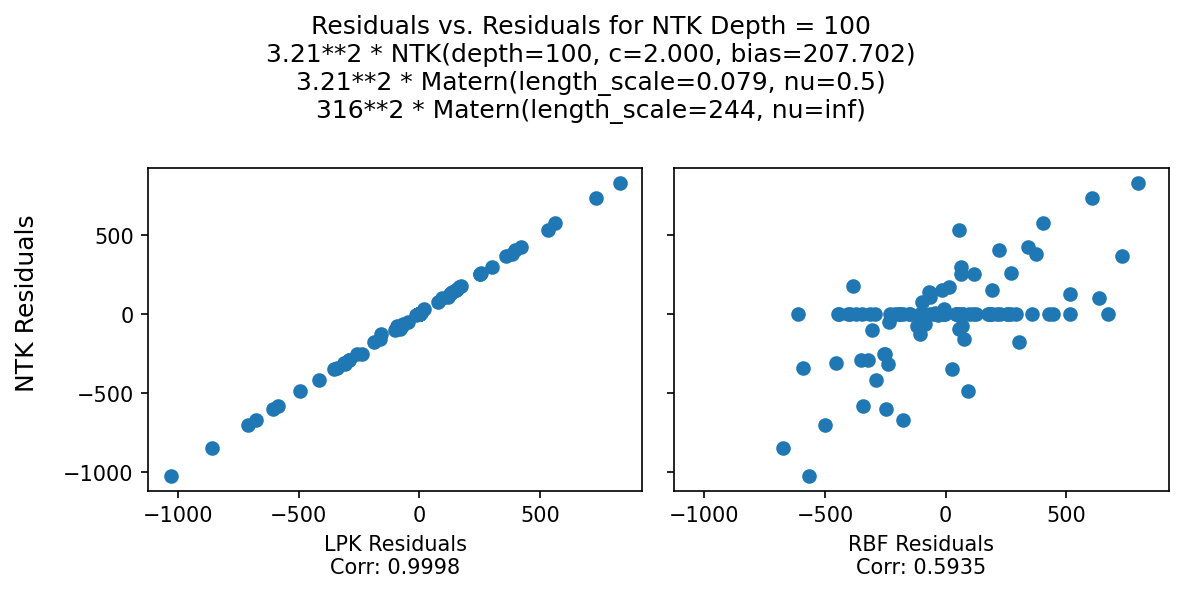 Residuals vs. Residuals for NTK Depth = 100
3.21**2 * NTK(depth=100, c=2.000, bias=207.702)
3.21**2 * Matern(length_scale=0.079, nu=0.5)
316**2 * Matern(length_scale=244, nu=inf)
NTK Residuals
500
0
−500
−1000
−1000 −500 0 500
LPK Residuals
Corr: 0.9998
−1000 −500 0 500
RBF Residuals
Corr: 0.5935